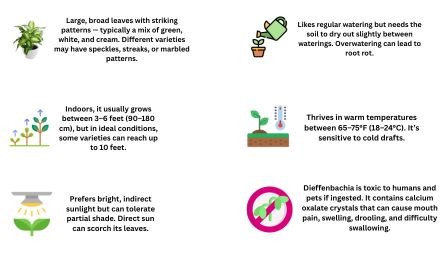 Large, broad leaves with striking
patterns — typically a mix of green,
white, and cream. Different varieties
may have speckles, streaks, or marbled
patterns.
Likes regular watering but needs the
soil to dry out slightly between
waterings. Overwatering can lead to
root rot.
Indoors, it usually grows
between 3–6 feet (90–180
cm), but in ideal conditions,
some varieties can reach up
to 10 feet.
Thrives in warm temperatures
between 65–75°F (18–24°C). It's
sensitive to cold drafts.
Prefers bright, indirect
sunlight but can tolerate
partial shade. Direct sun
can scorch its leaves.
Dieffenbachia is toxic to humans and
pets if ingested. It contains calcium
oxalate crystals that can cause mouth
pain, swelling, drooling, and difficulty
swallowing.